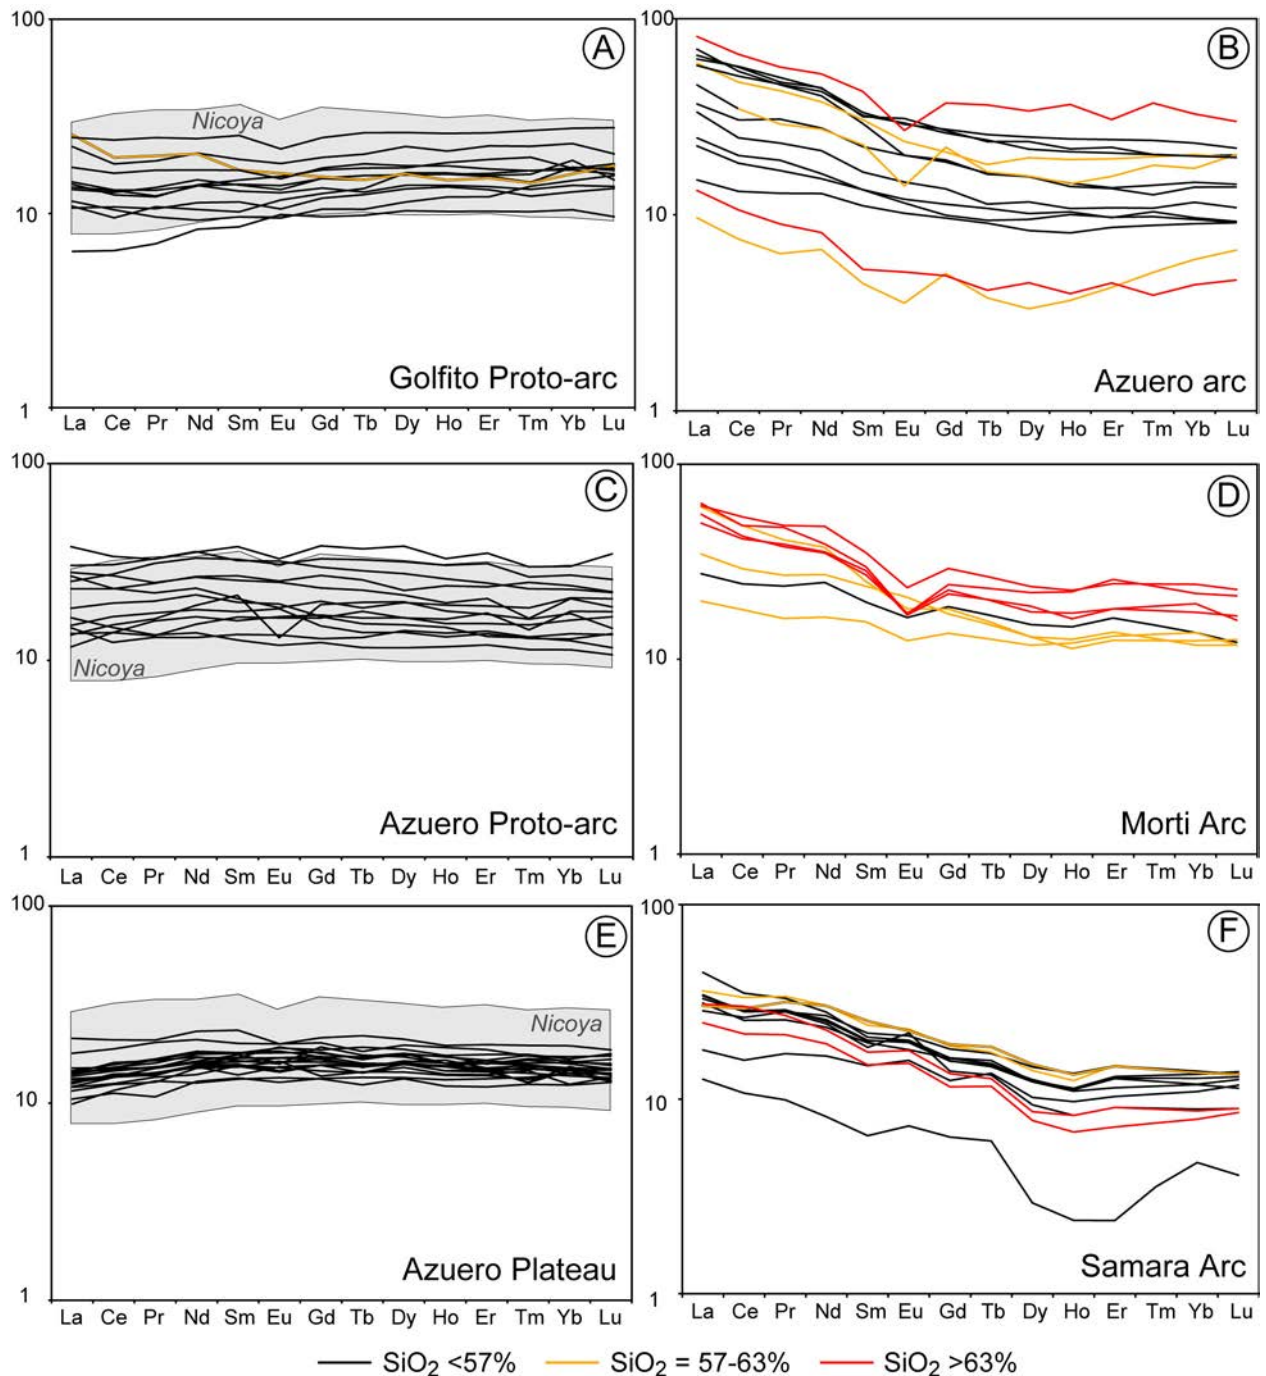 100
A
Nicoya
10
Golfito Proto-arc
1
La Ce Pr Nd Sm Eu Gd Tb Dy Ho Er Tm Yb Lu
100
B
10
Azuero arc
1
La Ce Pr Nd Sm Eu Gd Tb Dy Ho Er Tm Yb Lu
100
C
10
Nicoya
Azuero Proto-arc
1
La Ce Pr Nd Sm Eu Gd Tb Dy Ho Er Tm Yb Lu
100
D
10
Morti Arc
1
La Ce Pr Nd Sm Eu Gd Tb Dy Ho Er Tm Yb Lu
100
E
Nicoya
10
Azuero Plateau
1
La Ce Pr Nd Sm Eu Gd Tb Dy Ho Er Tm Yb Lu
100
F
10
Samara Arc
1
La Ce Pr Nd Sm Eu Gd Tb Dy Ho Er Tm Yb Lu
SiO₂ <57% SiO₂ = 57-63% SiO₂ >63%